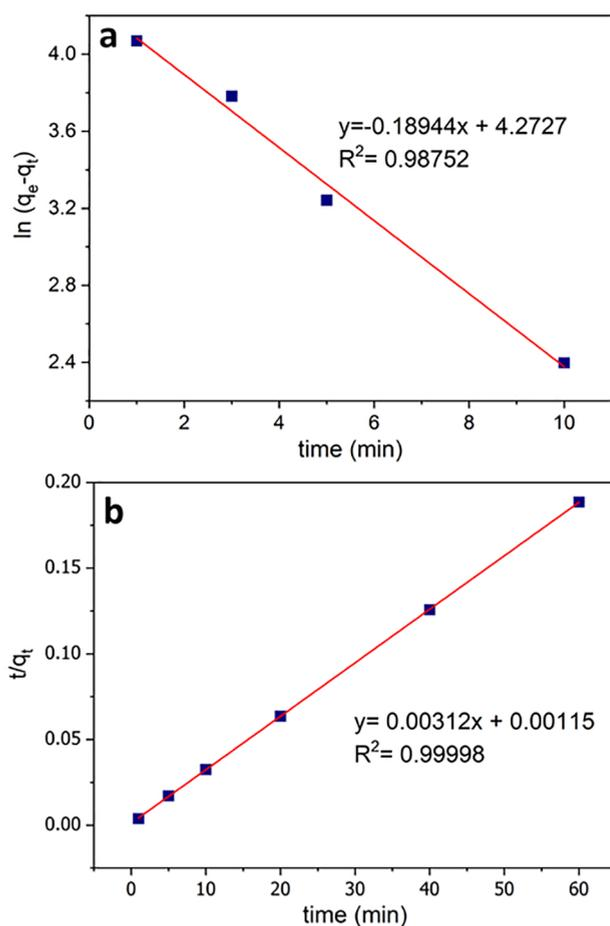 a
4.0
3.6
3.2
2.8
2.4
ln (qₑ-qₜ)
y=-0.18944x + 4.2727
R²= 0.98752
0 2 4 6 8 10
time (min)
b
0.20
0.15
0.10
0.05
0.00
t/qₜ
y= 0.00312x + 0.00115
R²= 0.99998
0 10 20 30 40 50 60
time (min)